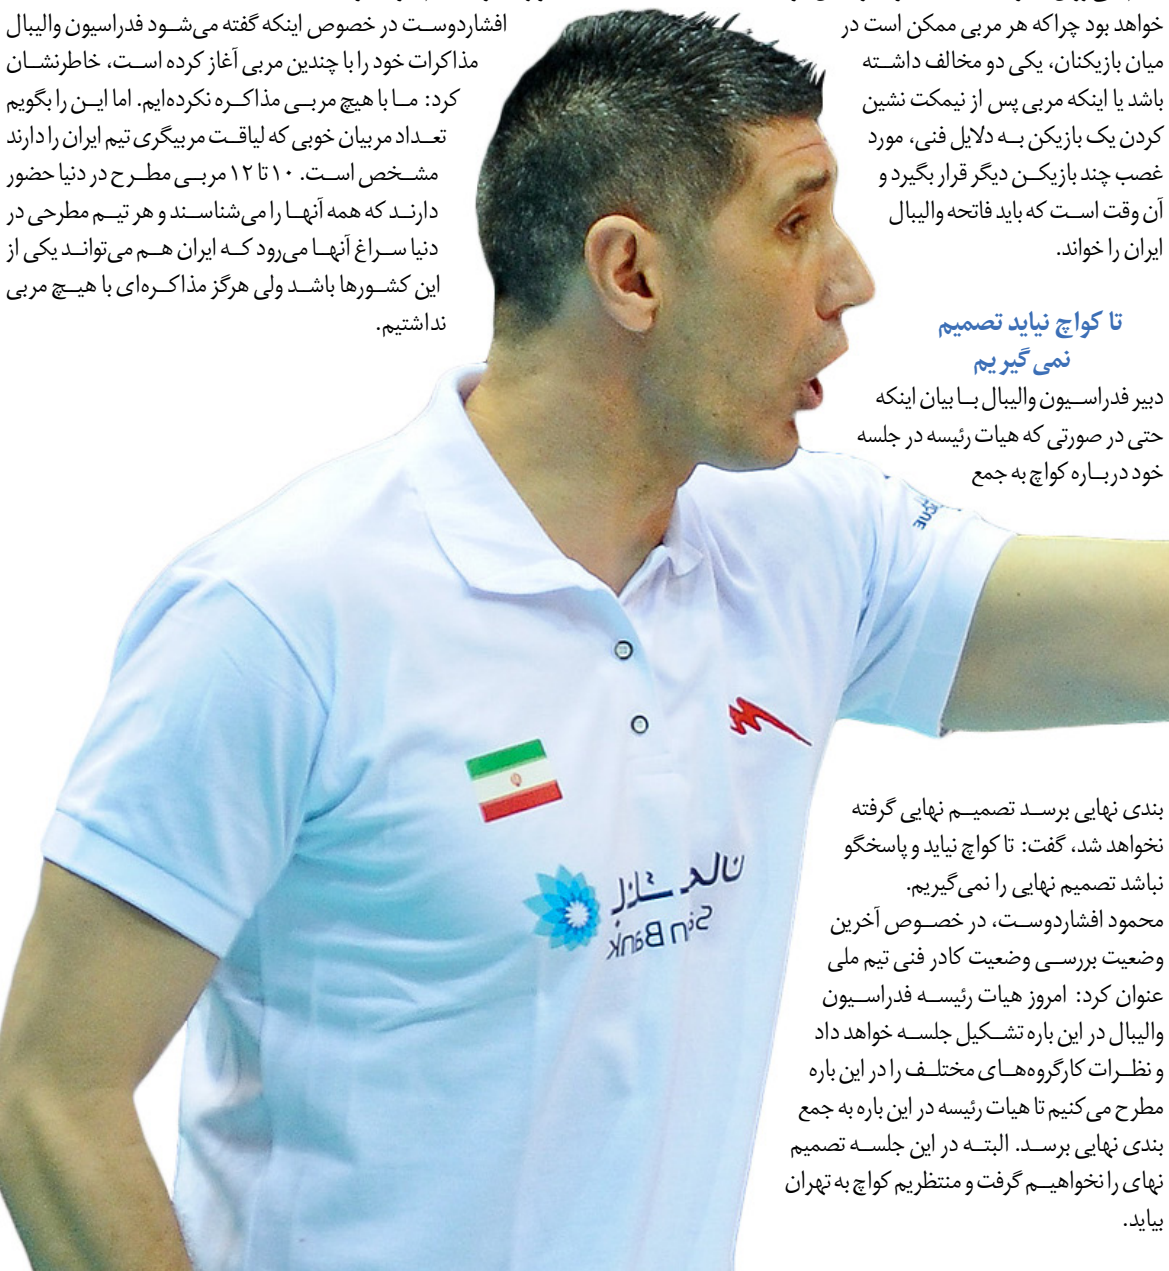 خواهد بود چراکه هر مربی ممکن است در
میان بازیکنان، یکی دو مخالف داشته
باشد یا اینکه مربی پس از نیمکت نشین
کردن یک بازیکن به دلایل فنی، مورد
غصب چند بازیکن دیگر قرار بگیرد و
آن وقت است که باید فاتحه والیبال
ایران را خواند.
تا کواچ نیاید تصمیم
نمی‌گیریم
دبیر فدراسیون والیبال با بیان اینکه
حتی در صورتی که هیات رئیسه در جلسه
خود درباره کواچ به جمع
بندی نهایی برسد تصمیم نهایی گرفته
نخواهد شد، گفت: تا کواچ نیاید و پاسخگو
نباشد تصمیم نهایی را نمی‌گیریم.
محمود افشاردوست، در خصوص آخرین
وضعیت بررسی وضعیت کادر فنی تیم ملی
عنوان کرد: امروز هیات رئیسه فدراسیون
والیبال در این باره تشکیل جلسه خواهد داد
و نظرات کارگروه‌های مختلف را در این باره
مطرح می‌کنیم تا هیات رئیسه در این باره به جمع
بندی نهایی برسد. البته در این جلسه تصمیم
نهای را نخواهیم گرفت و منتظریم کواچ به تهران
بیاید.
افشاردوست در خصوص اینکه گفته می‌شود فدراسیون والیبال
مذاکرات خود را با چندین مربی آغاز کرده است، خاطرنشان
کرد: ما با هیچ مربی مذاکره نکرده‌ایم. اما این را بگویم
تعداد مربیان خوبی که لیاقت مربیگری تیم ایران را دارند
مشخص است. ۱۰ تا ۱۲ مربی مطرح در دنیا حضور
دارند که همه آنها را می‌شناسند و هر تیم مطرحی در
دنیا سراغ آنها می‌رود که ایران هم می‌تواند یکی از
این کشورها باشد ولی هرگز مذاکره‌ای با هیچ مربی
نداشتیم.
سامان
Saman Bank